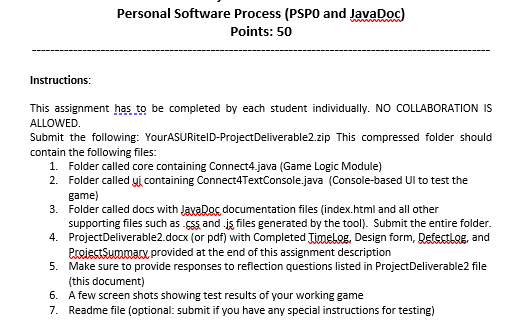 Personal Software Process (PSP0 and JavaDoc)
Points: 50
Instructions:
This assignment has to be completed by each student individually. NO COLLABORATION IS
ALLOWED.
Submit the following: YourASURiteID-ProjectDeliverable2.zip This compressed folder should
contain the following files:
1. Folder called core containing Connect4.java (Game Logic Module)
2. Folder called ui containing Connect4TextConsole.java (Console-based UI to test the
game)
3. Folder called docs with JavaDoc documentation files (index.html and all other
supporting files such as .css and .js files generated by the tool). Submit the entire folder.
4. ProjectDeliverable2.docx (or pdf) with Completed TimeLog, Design form, DefectLog, and
ProjectSummary provided at the end of this assignment description
5. Make sure to provide responses to reflection questions listed in ProjectDeliverable2 file
(this document)
6. A few screen shots showing test results of your working game
7. Readme file (optional: submit if you have any special instructions for testing)